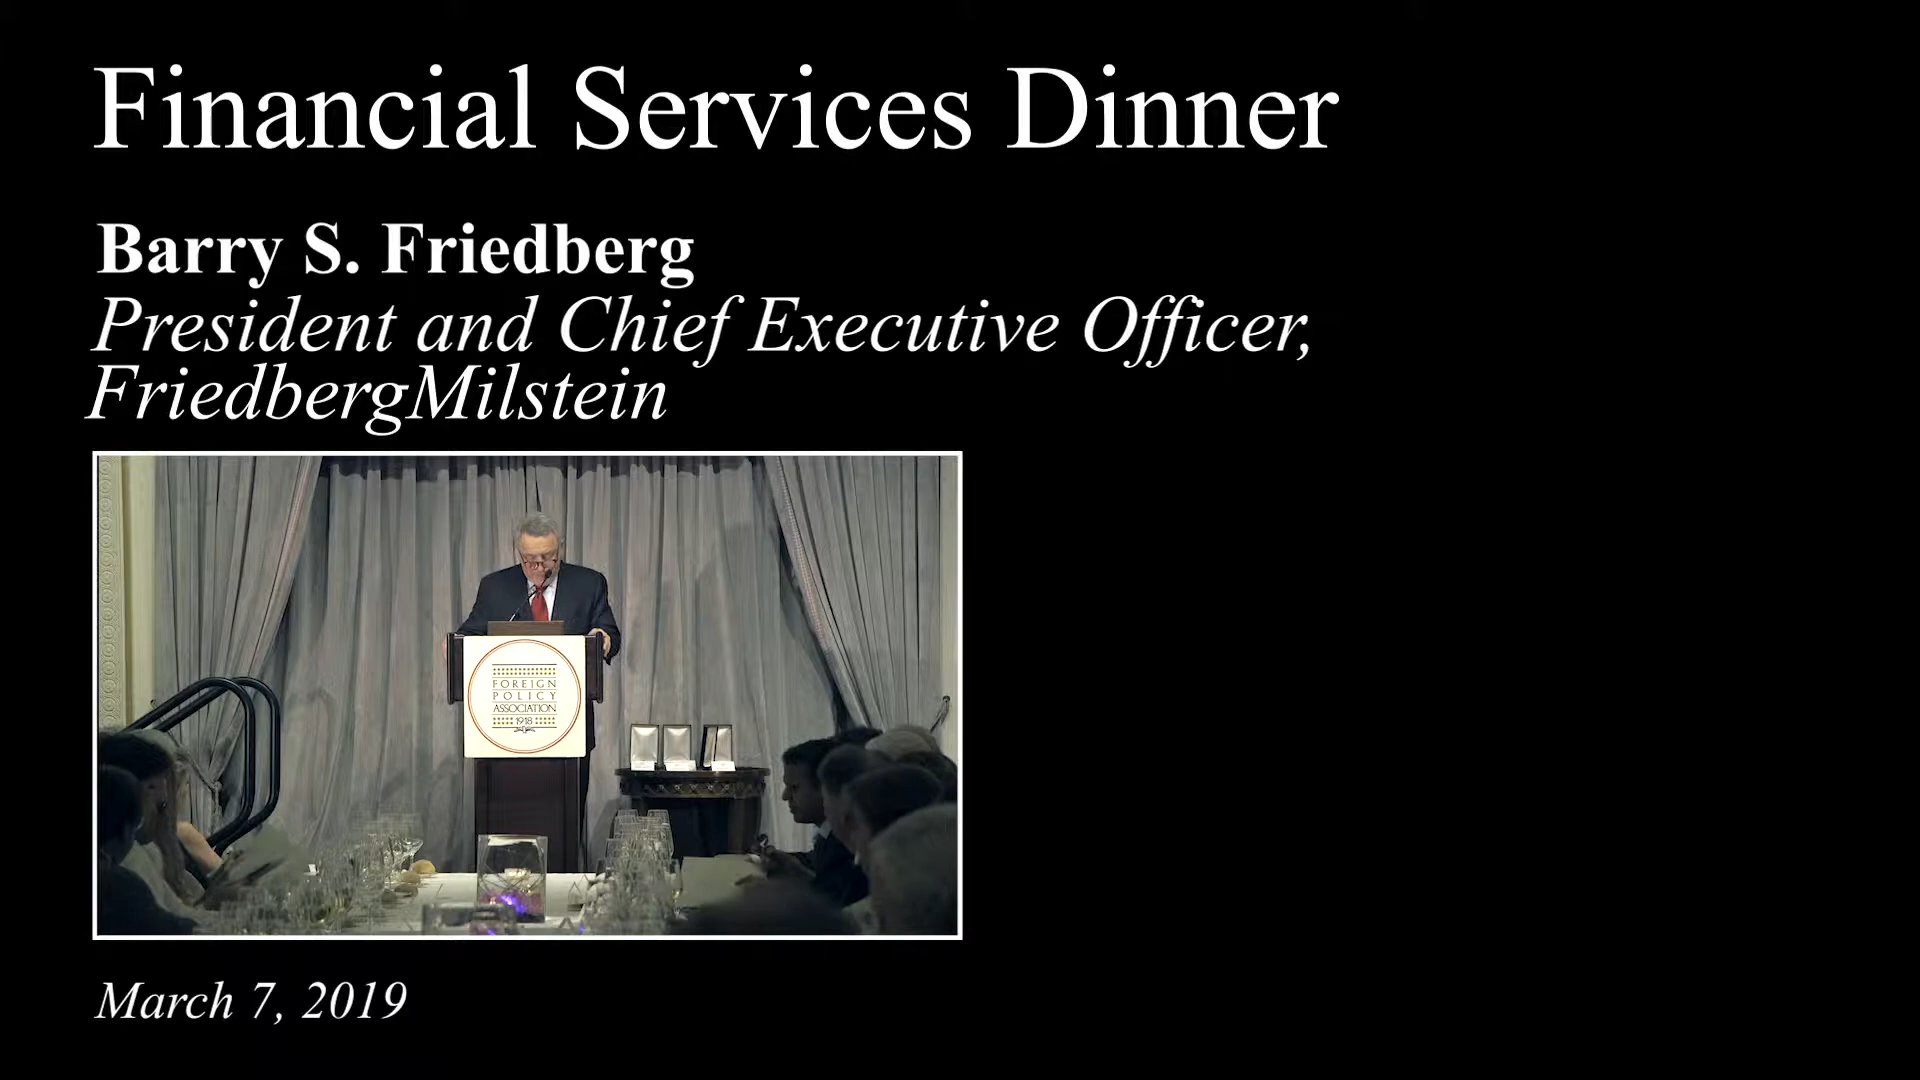 Financial Services Dinner
Barry S. Friedberg
President and Chief Executive Officer,
FriedbergMilstein
FOREIGN
POLICY
ASSOCIATION
1918
March 7, 2019